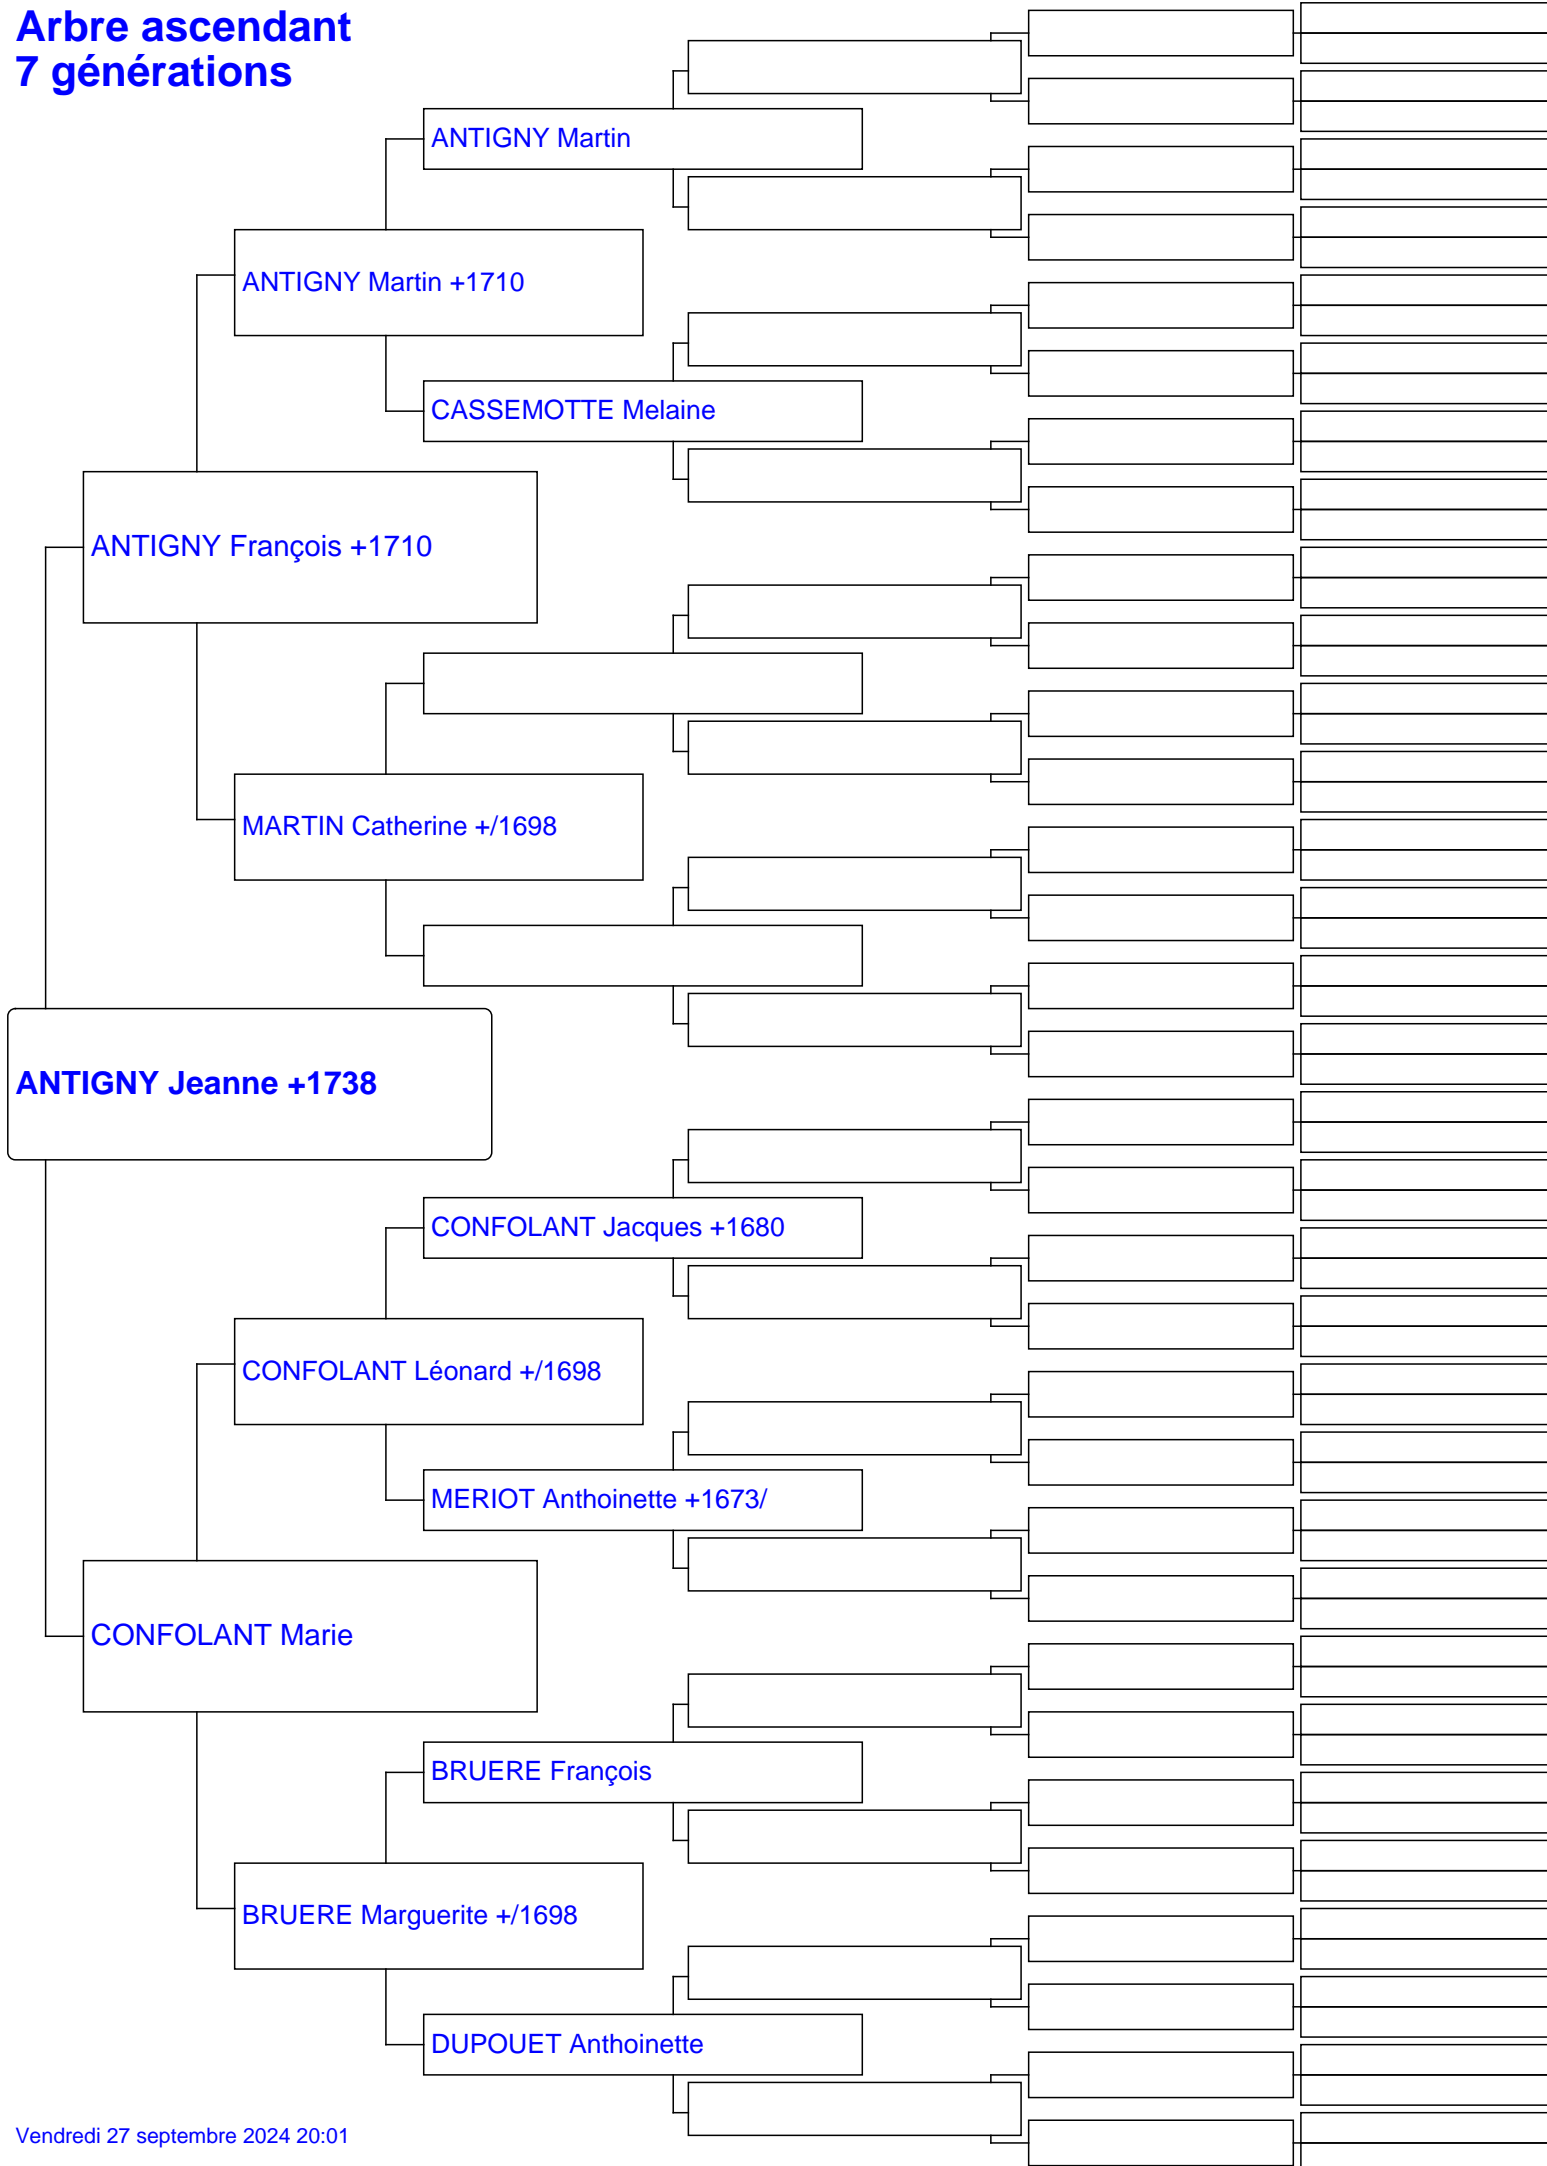 Arbre ascendant
7 générations
ANTIGNY Martin
ANTIGNY Martin +1710
CASSEMOTTE Melaine
ANTIGNY François +1710
MARTIN Catherine +/1698
ANTIGNY Jeanne +1738
CONFOLANT Jacques +1680
CONFOLANT Léonard +/1698
MERIOT Anthoinette +1673/
CONFOLANT Marie
BRUERE François
BRUERE Marguerite +/1698
DUPOUET Anthoinette
Vendredi 27 septembre 2024 20:01